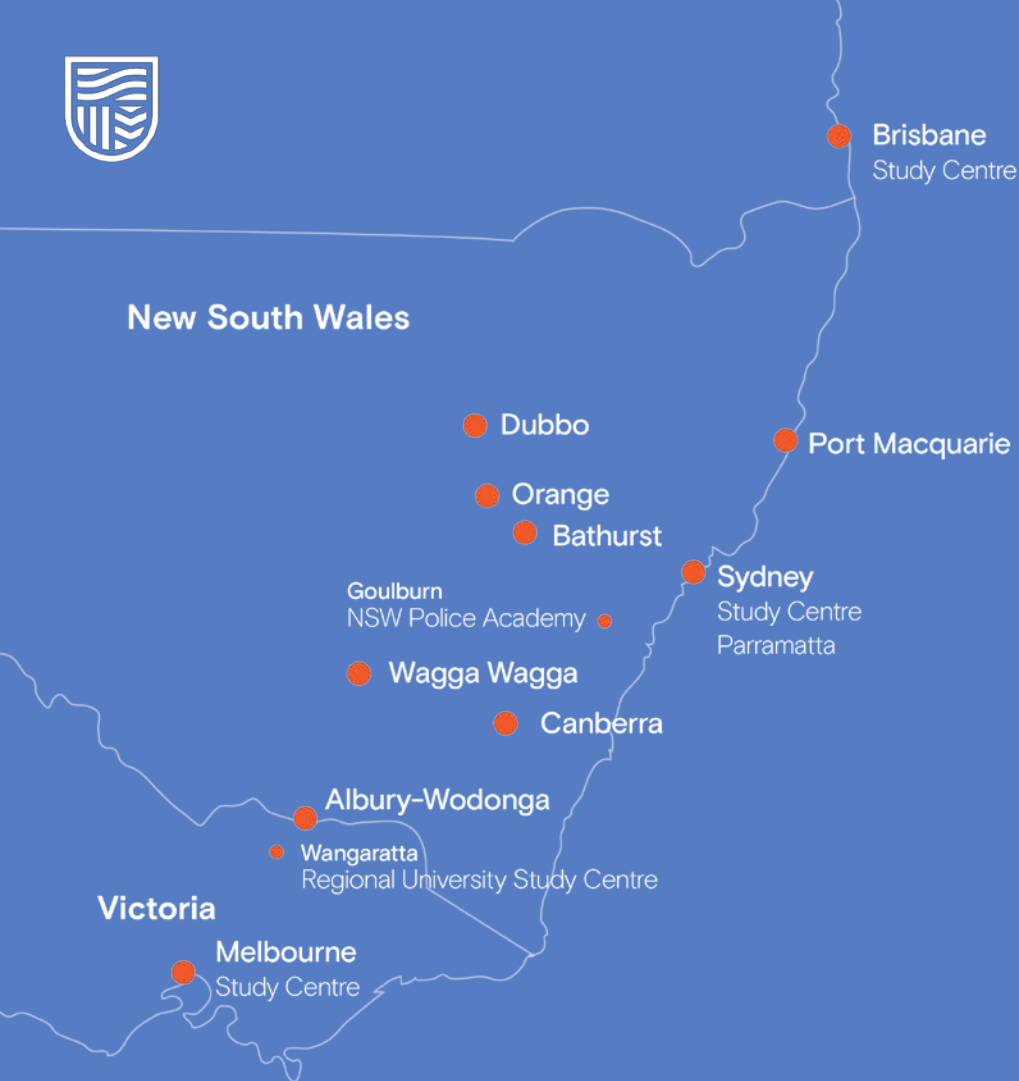 Brisbane
Study Centre
New South Wales
Dubbo
Port Macquarie
Orange
Bathurst
Sydney
Study Centre
Parramatta
Goulburn
NSW Police Academy
Wagga Wagga
Canberra
Albury-Wodonga
Wangaratta
Regional University Study Centre
Victoria
Melbourne
Study Centre